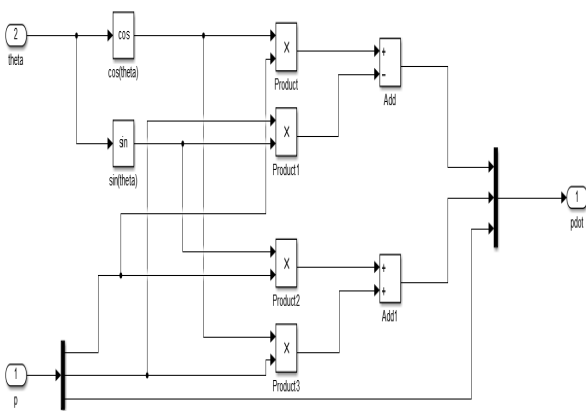 2
theta
cos
cos(theta)
sin
sin(theta)
×
Product
×
Product1
+
−
Add
×
Product2
×
Product3
+
+
Add1
1
pdot
1
p